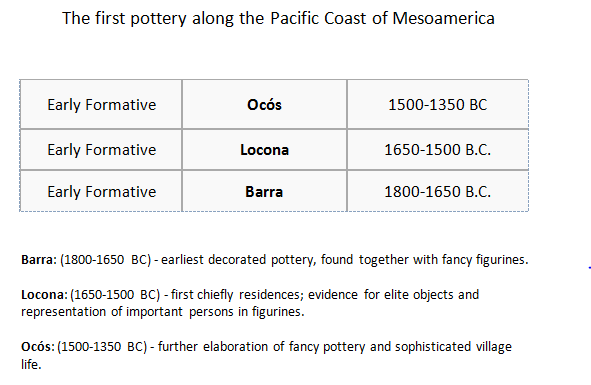 The first pottery along the Pacific Coast of Mesoamerica
Early Formative Ocós 1500-1350 BC
Early Formative Locona 1650-1500 B.C.
Early Formative Barra 1800-1650 B.C.
Barra: (1800-1650 BC) - earliest decorated pottery, found together with fancy figurines.
Locona: (1650-1500 BC) - first chiefly residences; evidence for elite objects and
representation of important persons in figurines.
Ocós: (1500-1350 BC) - further elaboration of fancy pottery and sophisticated village
life.